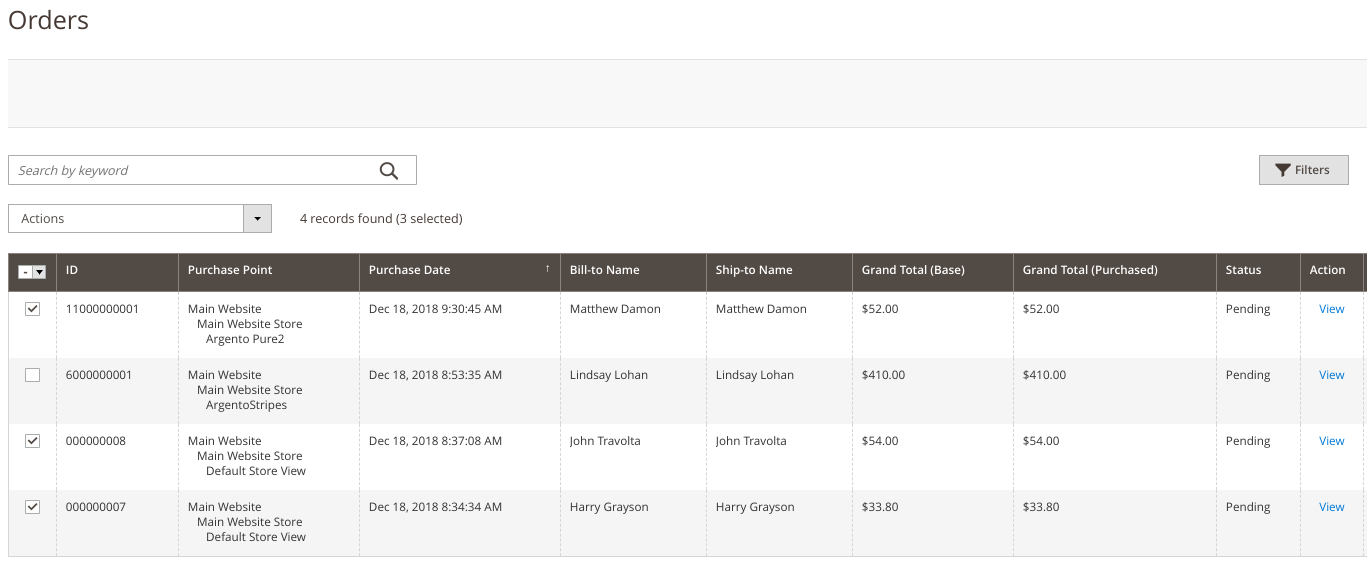 Orders
Search by keyword
Filters
Actions
4 records found (3 selected)
- ID Purchase Point Purchase Date ↑ Bill-to Name Ship-to Name Grand Total (Base) Grand Total (Purchased) Status Action
11000000001 Main Website Dec 18, 2018 9:30:45 AM Matthew Damon Matthew Damon $52.00 $52.00 Pending View
Main Website Store
Argento Pure2
6000000001 Main Website Dec 18, 2018 8:53:35 AM Lindsay Lohan Lindsay Lohan $410.00 $410.00 Pending View
Main Website Store
ArgentoStripes
000000008 Main Website Dec 18, 2018 8:37:08 AM John Travolta John Travolta $54.00 $54.00 Pending View
Main Website Store
Default Store View
000000007 Main Website Dec 18, 2018 8:34:34 AM Harry Grayson Harry Grayson $33.80 $33.80 Pending View
Main Website Store
Default Store View